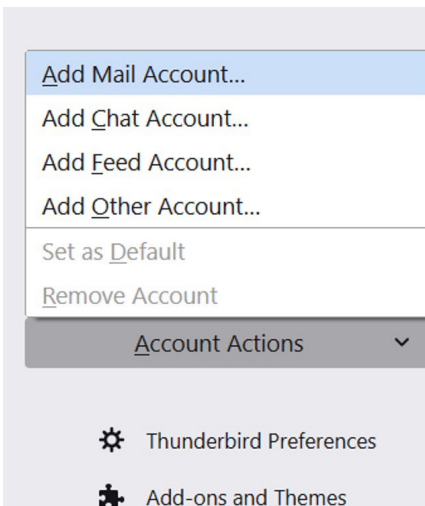 Add Mail Account...
Add Chat Account...
Add Feed Account...
Add Other Account...
Set as Default
Remove Account
Account Actions
Thunderbird Preferences
Add-ons and Themes